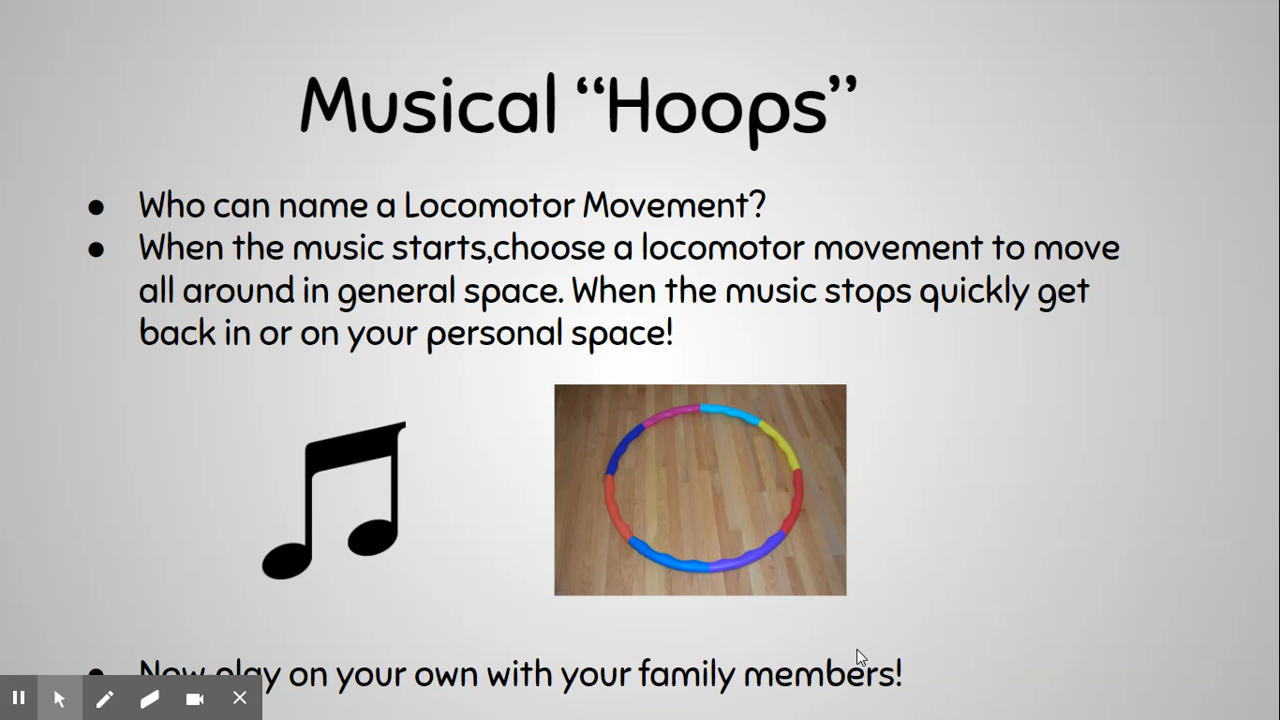 Musical “Hoops”
● Who can name a Locomotor Movement?
● When the music starts,choose a locomotor movement to move
all around in general space. When the music stops quickly get
back in or on your personal space!
● Now play on your own with your family members!